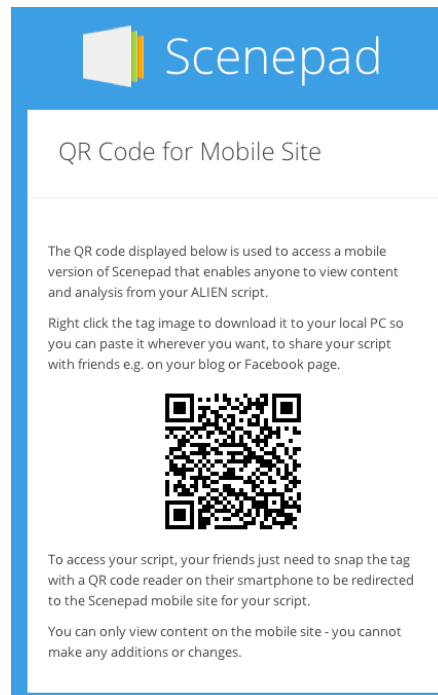 Scenepad
QR Code for Mobile Site
The QR code displayed below is used to access a mobile
version of Scenepad that enables anyone to view content
and analysis from your ALIEN script.
Right click the tag image to download it to your local PC so
you can paste it wherever you want, to share your script
with friends e.g. on your blog or Facebook page.
To access your script, your friends just need to snap the tag
with a QR code reader on their smartphone to be redirected
to the Scenepad mobile site for your script.
You can only view content on the mobile site - you cannot
make any additions or changes.